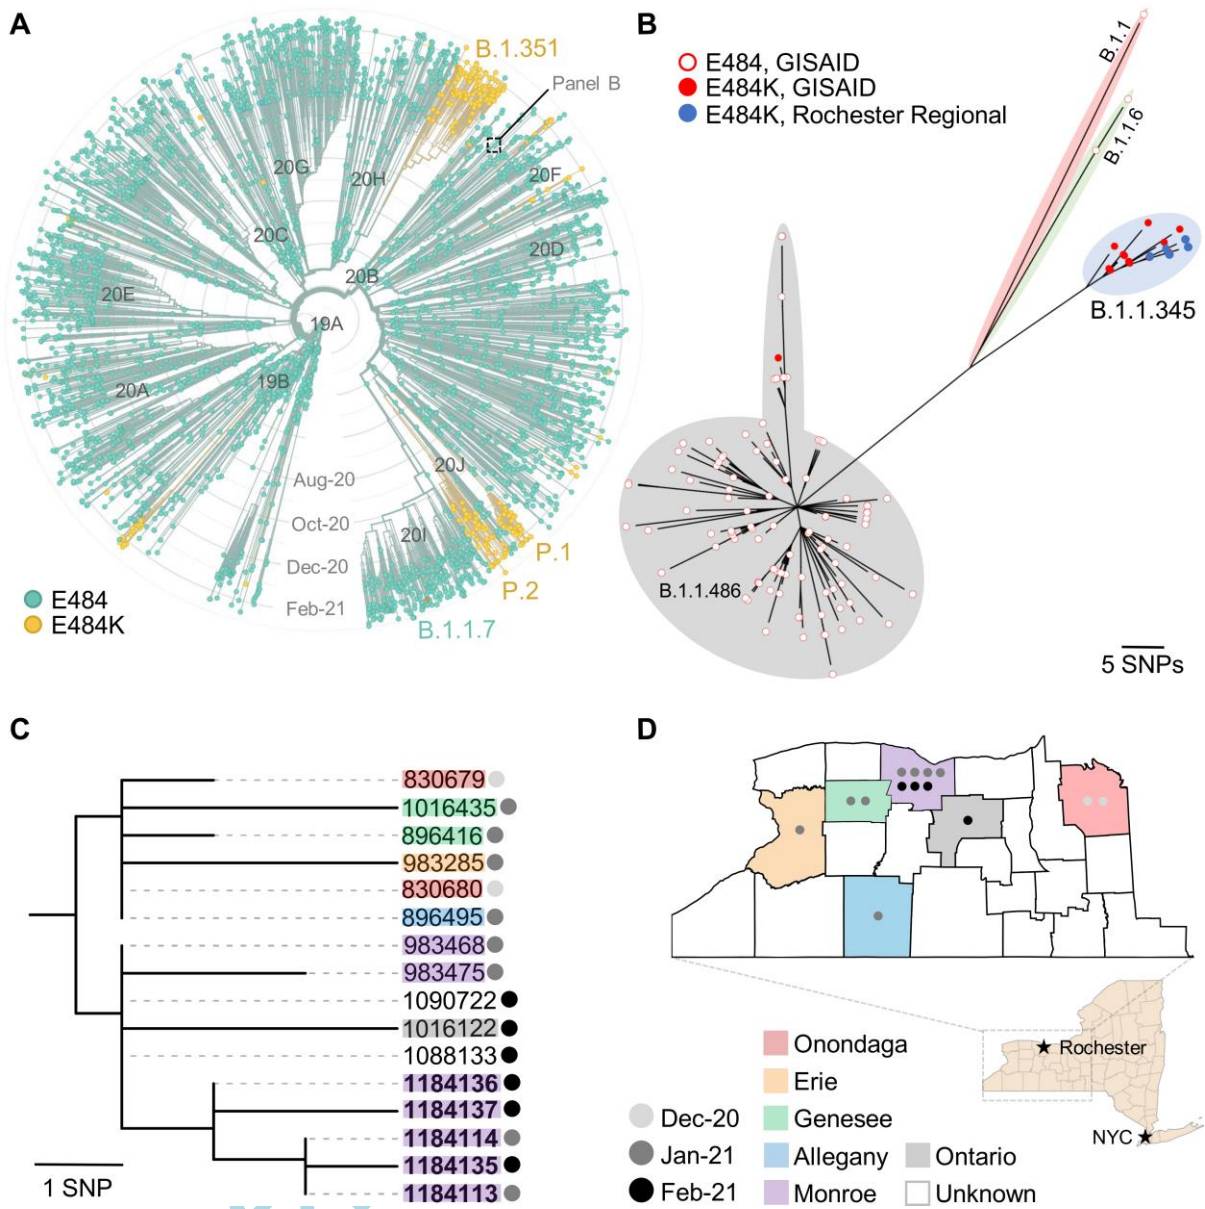 A
B.1.351
Panel B
20G
20H
20F
20C
20D
20B
20E
19A
20A
19B
20J
Aug-20
Oct-20
20I
Dec-20
P.1
P.2
Feb-21
B.1.1.7
E484
E484K
B
E484, GISAID
E484K, GISAID
E484K, Rochester Regional
B.1.1
B.1.1.6
B.1.1.345
B.1.1.486
5 SNPs
C
830679
1016435
896416
983285
830680
896495
983468
983475
1090722
1016122
1088133
1184136
1184137
1184114
1184135
1184113
1 SNP
D
Rochester
NYC
Dec-20
Jan-21
Feb-21
Onondaga
Erie
Genesee
Allegany
Monroe
Ontario
Unknown